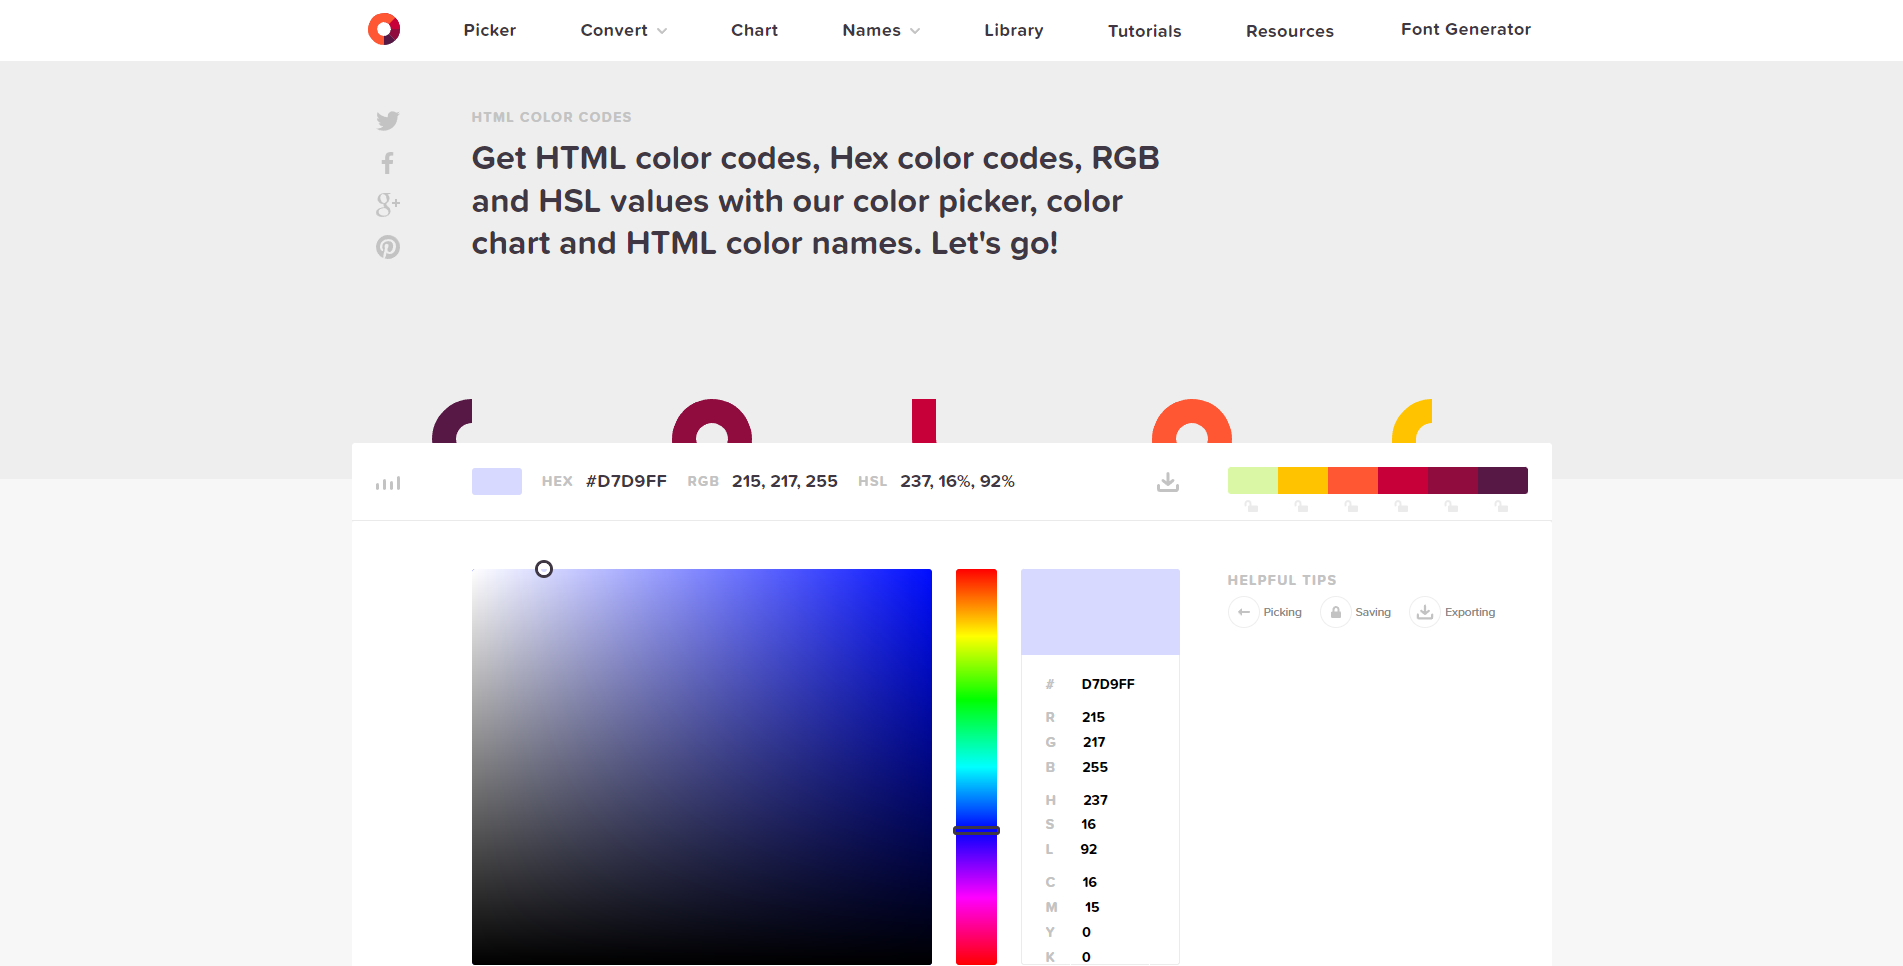 Picker Convert Chart Names Library Tutorials Resources Font Generator
HTML COLOR CODES
Get HTML color codes, Hex color codes, RGB
and HSL values with our color picker, color
chart and HTML color names. Let's go!
HEX #D7D9FF RGB 215, 217, 255 HSL 237, 16%, 92%
HELPFUL TIPS
Picking Saving Exporting
# D7D9FF
R 215
G 217
B 255
H 237
S 16
L 92
C 16
M 15
Y 0
K 0